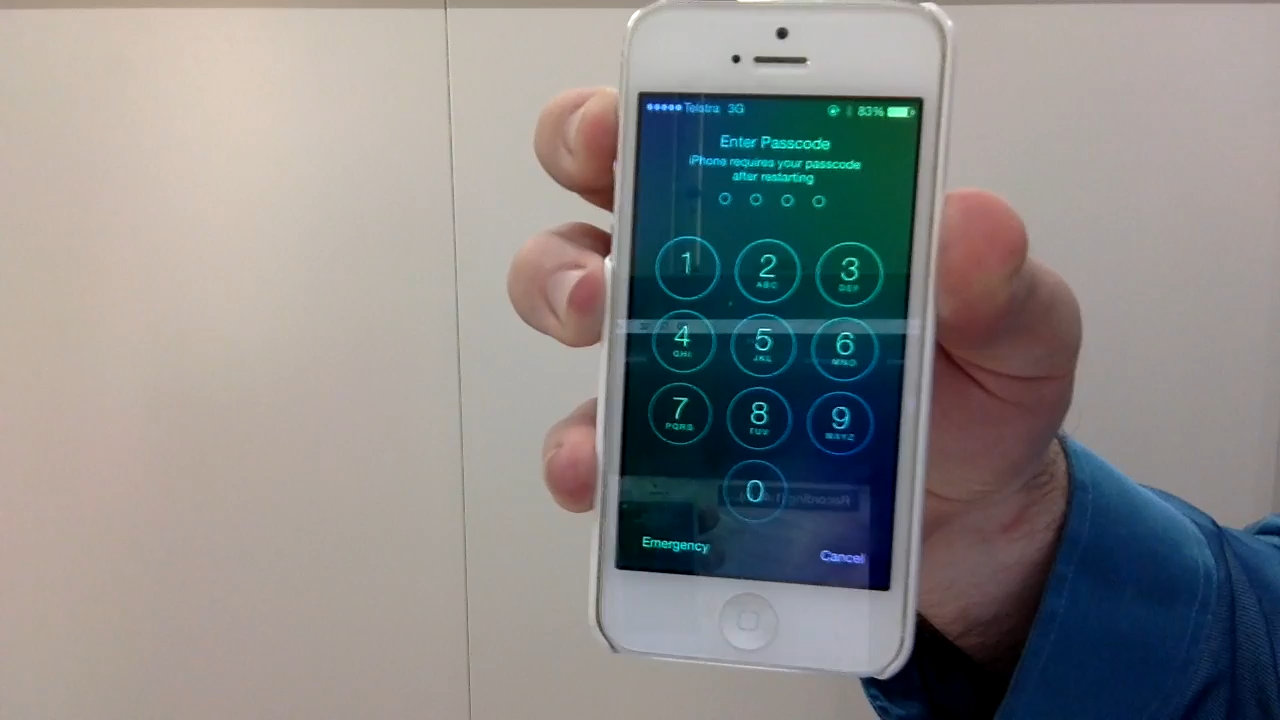 Telstra 3G 83%
Enter Passcode
iPhone requires your passcode
after restarting
1 2 3
ABC DEF
4 5 6
GHI JKL MNO
7 8 9
PQRS TUV WXYZ
0
Recording
Emergency Cancel